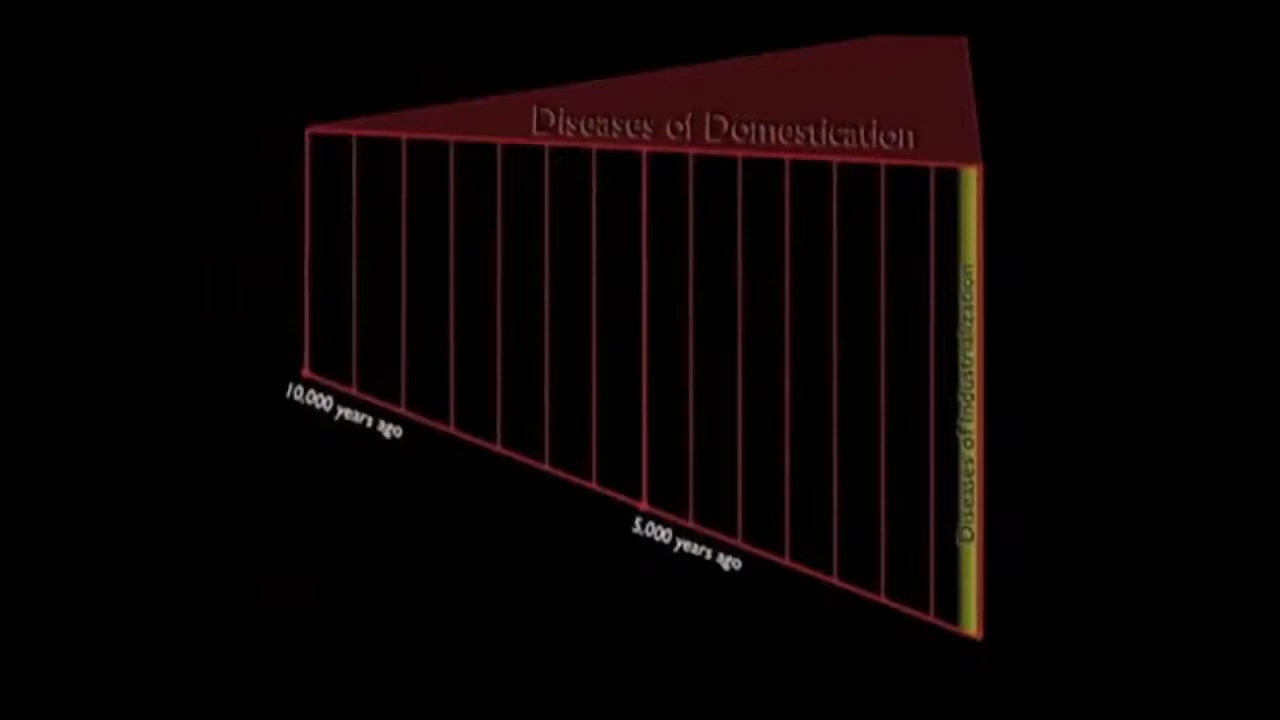 Diseases of Domestication
Diseases of Industrialization
10,000 years ago
5,000 years ago